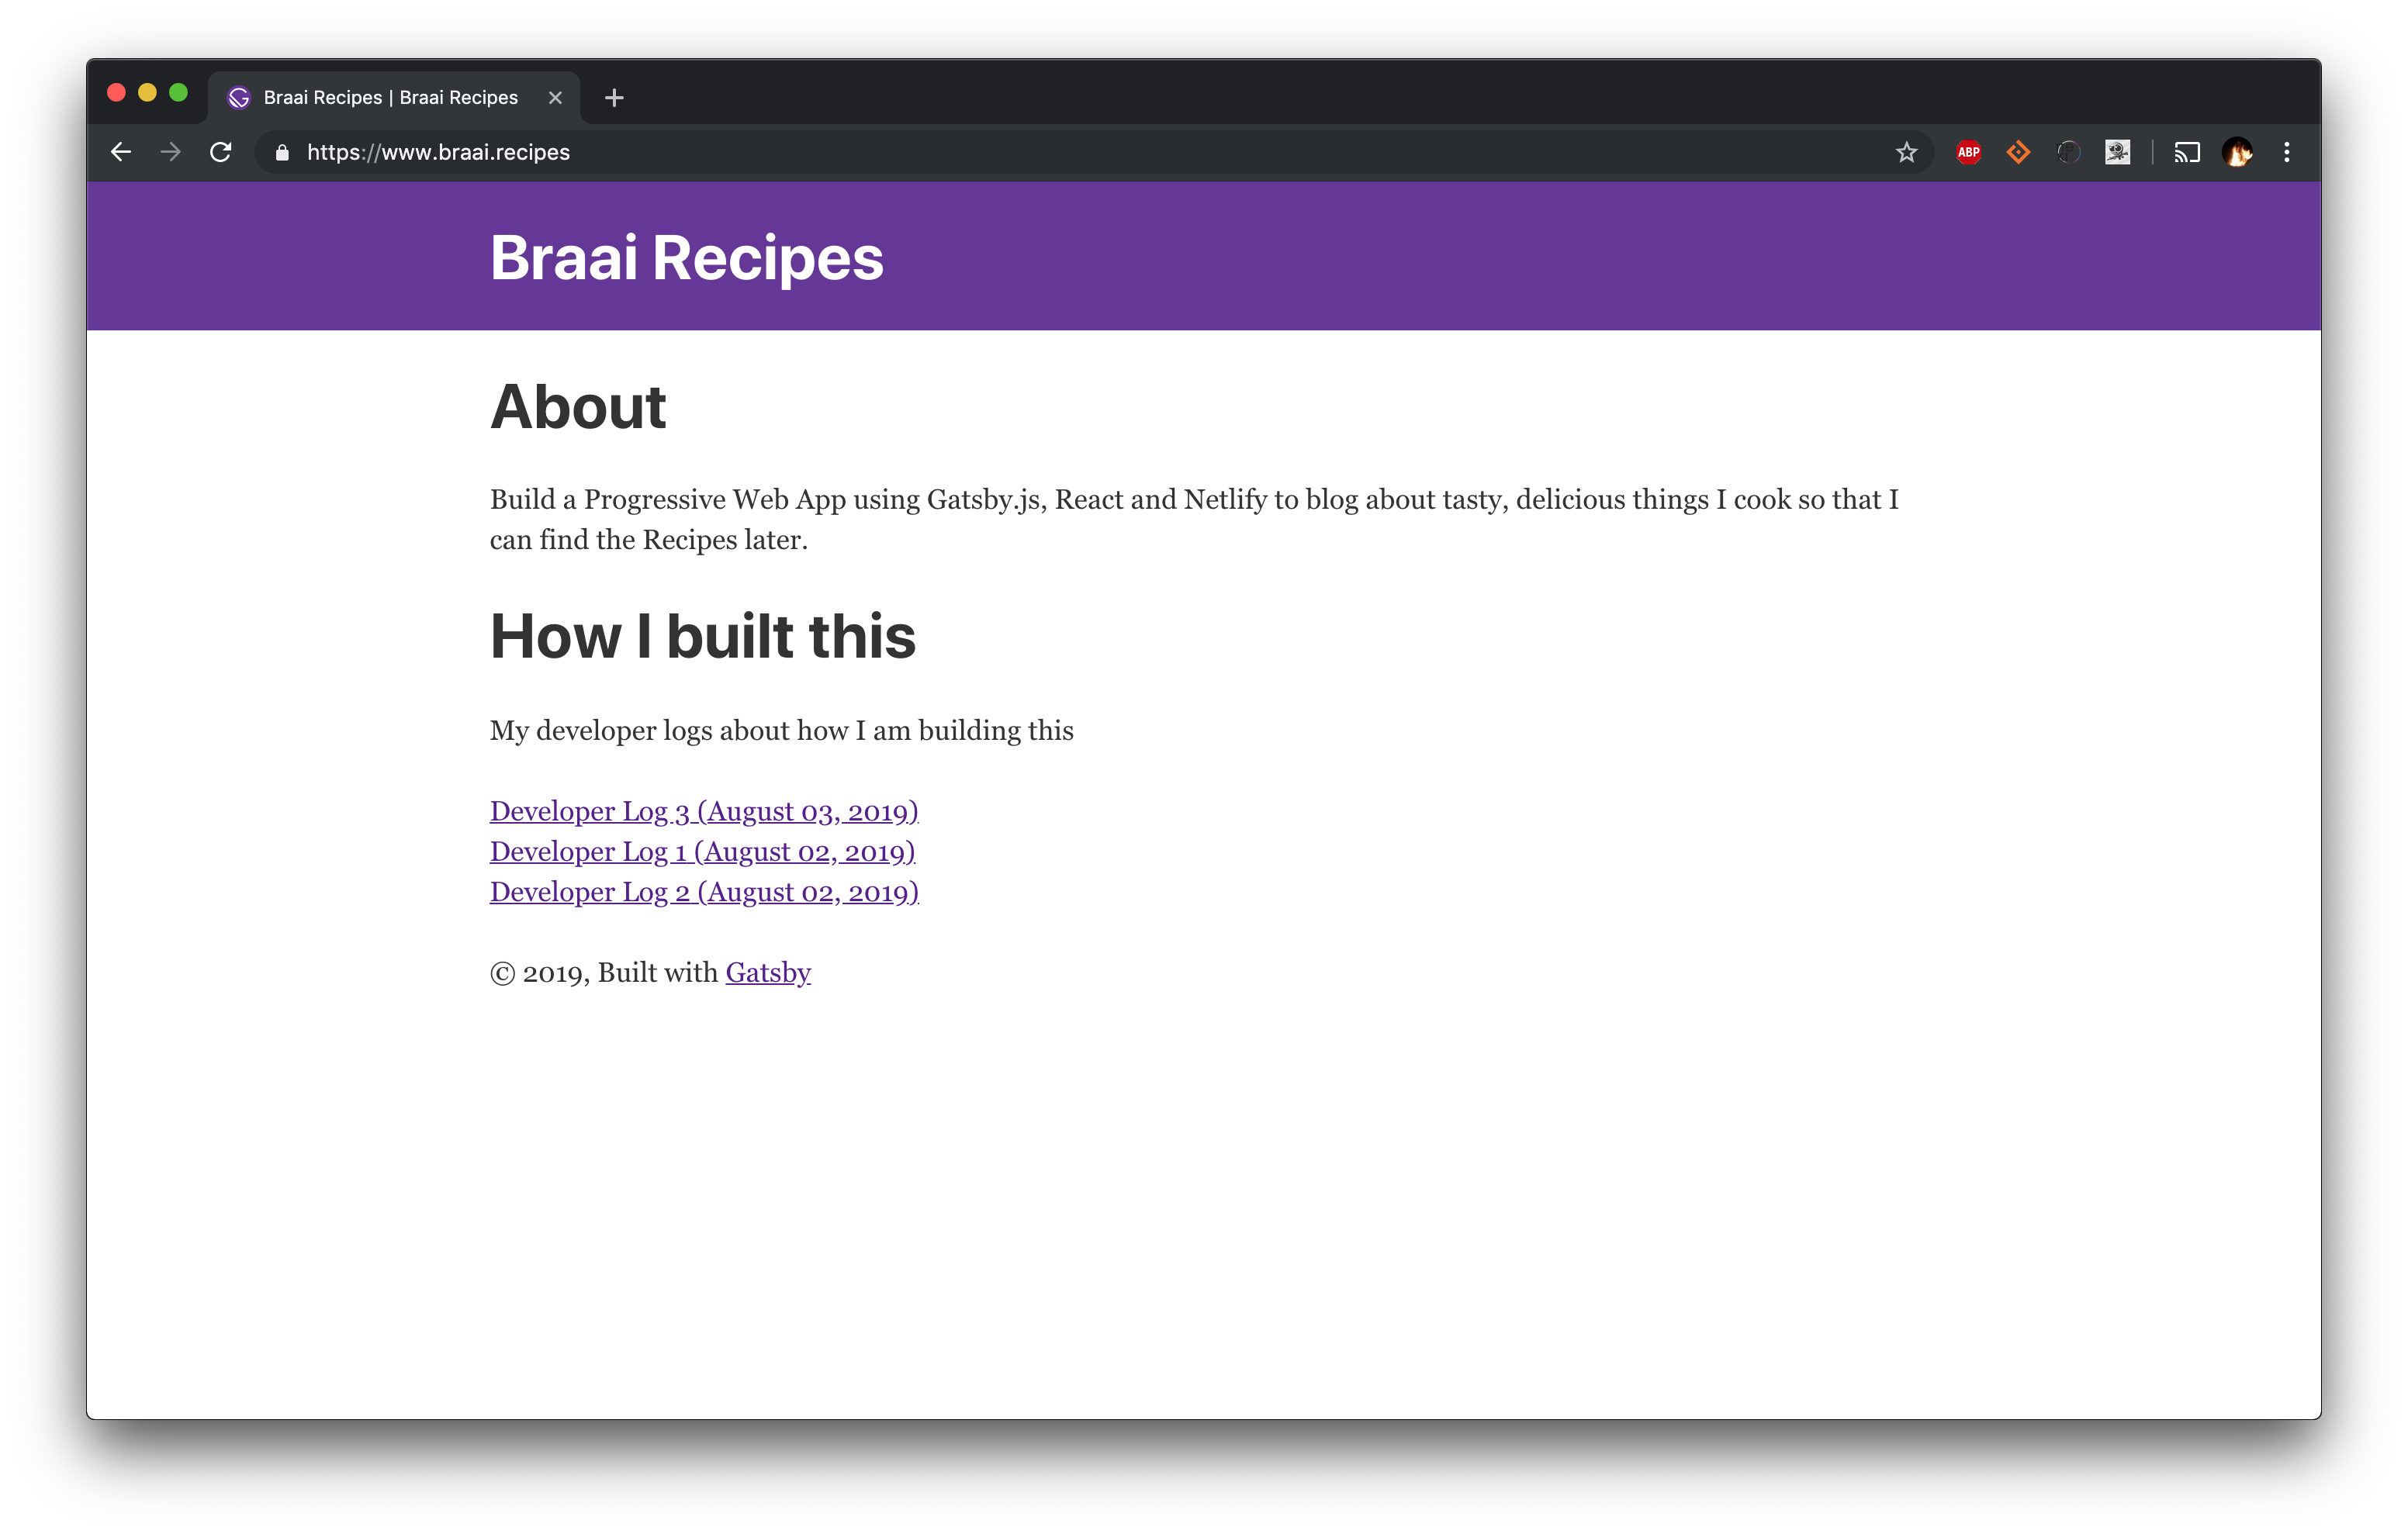 Braai Recipes | Braai Recipes
https://www.braai.recipes
ABP
Braai Recipes
About
Build a Progressive Web App using Gatsby.js, React and Netlify to blog about tasty, delicious things I cook so that I
can find the Recipes later.
How I built this
My developer logs about how I am building this
Developer Log 3 (August 03, 2019)
Developer Log 1 (August 02, 2019)
Developer Log 2 (August 02, 2019)
© 2019, Built with Gatsby